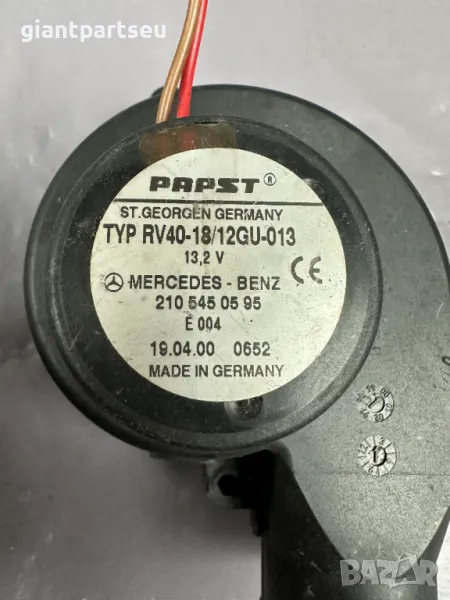 giantpartseu
PAPST ®
ST.GEORGEN GERMANY
TYP RV40-18/12GU-013
13,2 V
CE
MERCEDES - BENZ
210 545 05 95
E 004
19.04.00 0652
MADE IN GERMANY
BAZAR